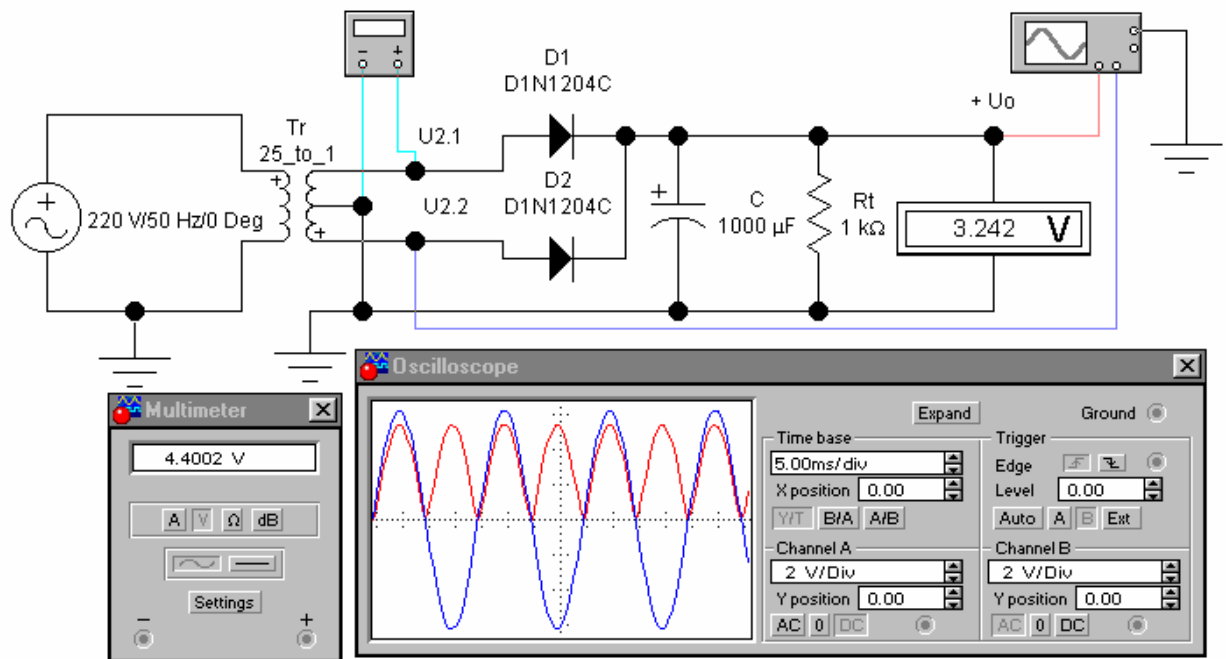 − +
D1
D1N1204C
+ Uo
Tr
25_to_1
U2.1
D2
D1N1204C
U2.2
+
+
+
220 V/50 Hz/0 Deg
+
C
1000 µF
Rt
1 kΩ
3.242 V
Oscilloscope
Multimeter
4.4002 V
A V Ω dB
Settings
− +
Expand
Ground
Time base
5.00ms/div
X position 0.00
Y/T B/A A/B
Trigger
Edge
Level 0.00
Auto A B Ext
Channel A
2 V/Div
Y position 0.00
AC 0 DC
Channel B
2 V/Div
Y position 0.00
AC 0 DC